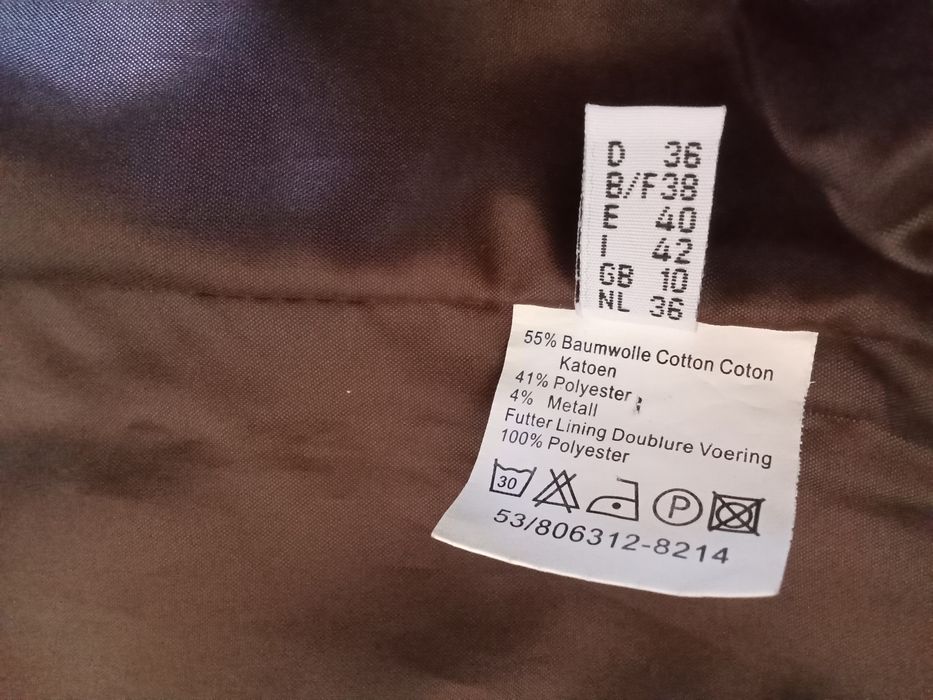 D 36
B/F 38
E 40
I 42
GB 10
NL 36
55% Baumwolle Cotton Coton
Katoen
41% Polyester
4% Metall
Futter Lining Doublure Voering
100% Polyester
30 P
53/806312-8214